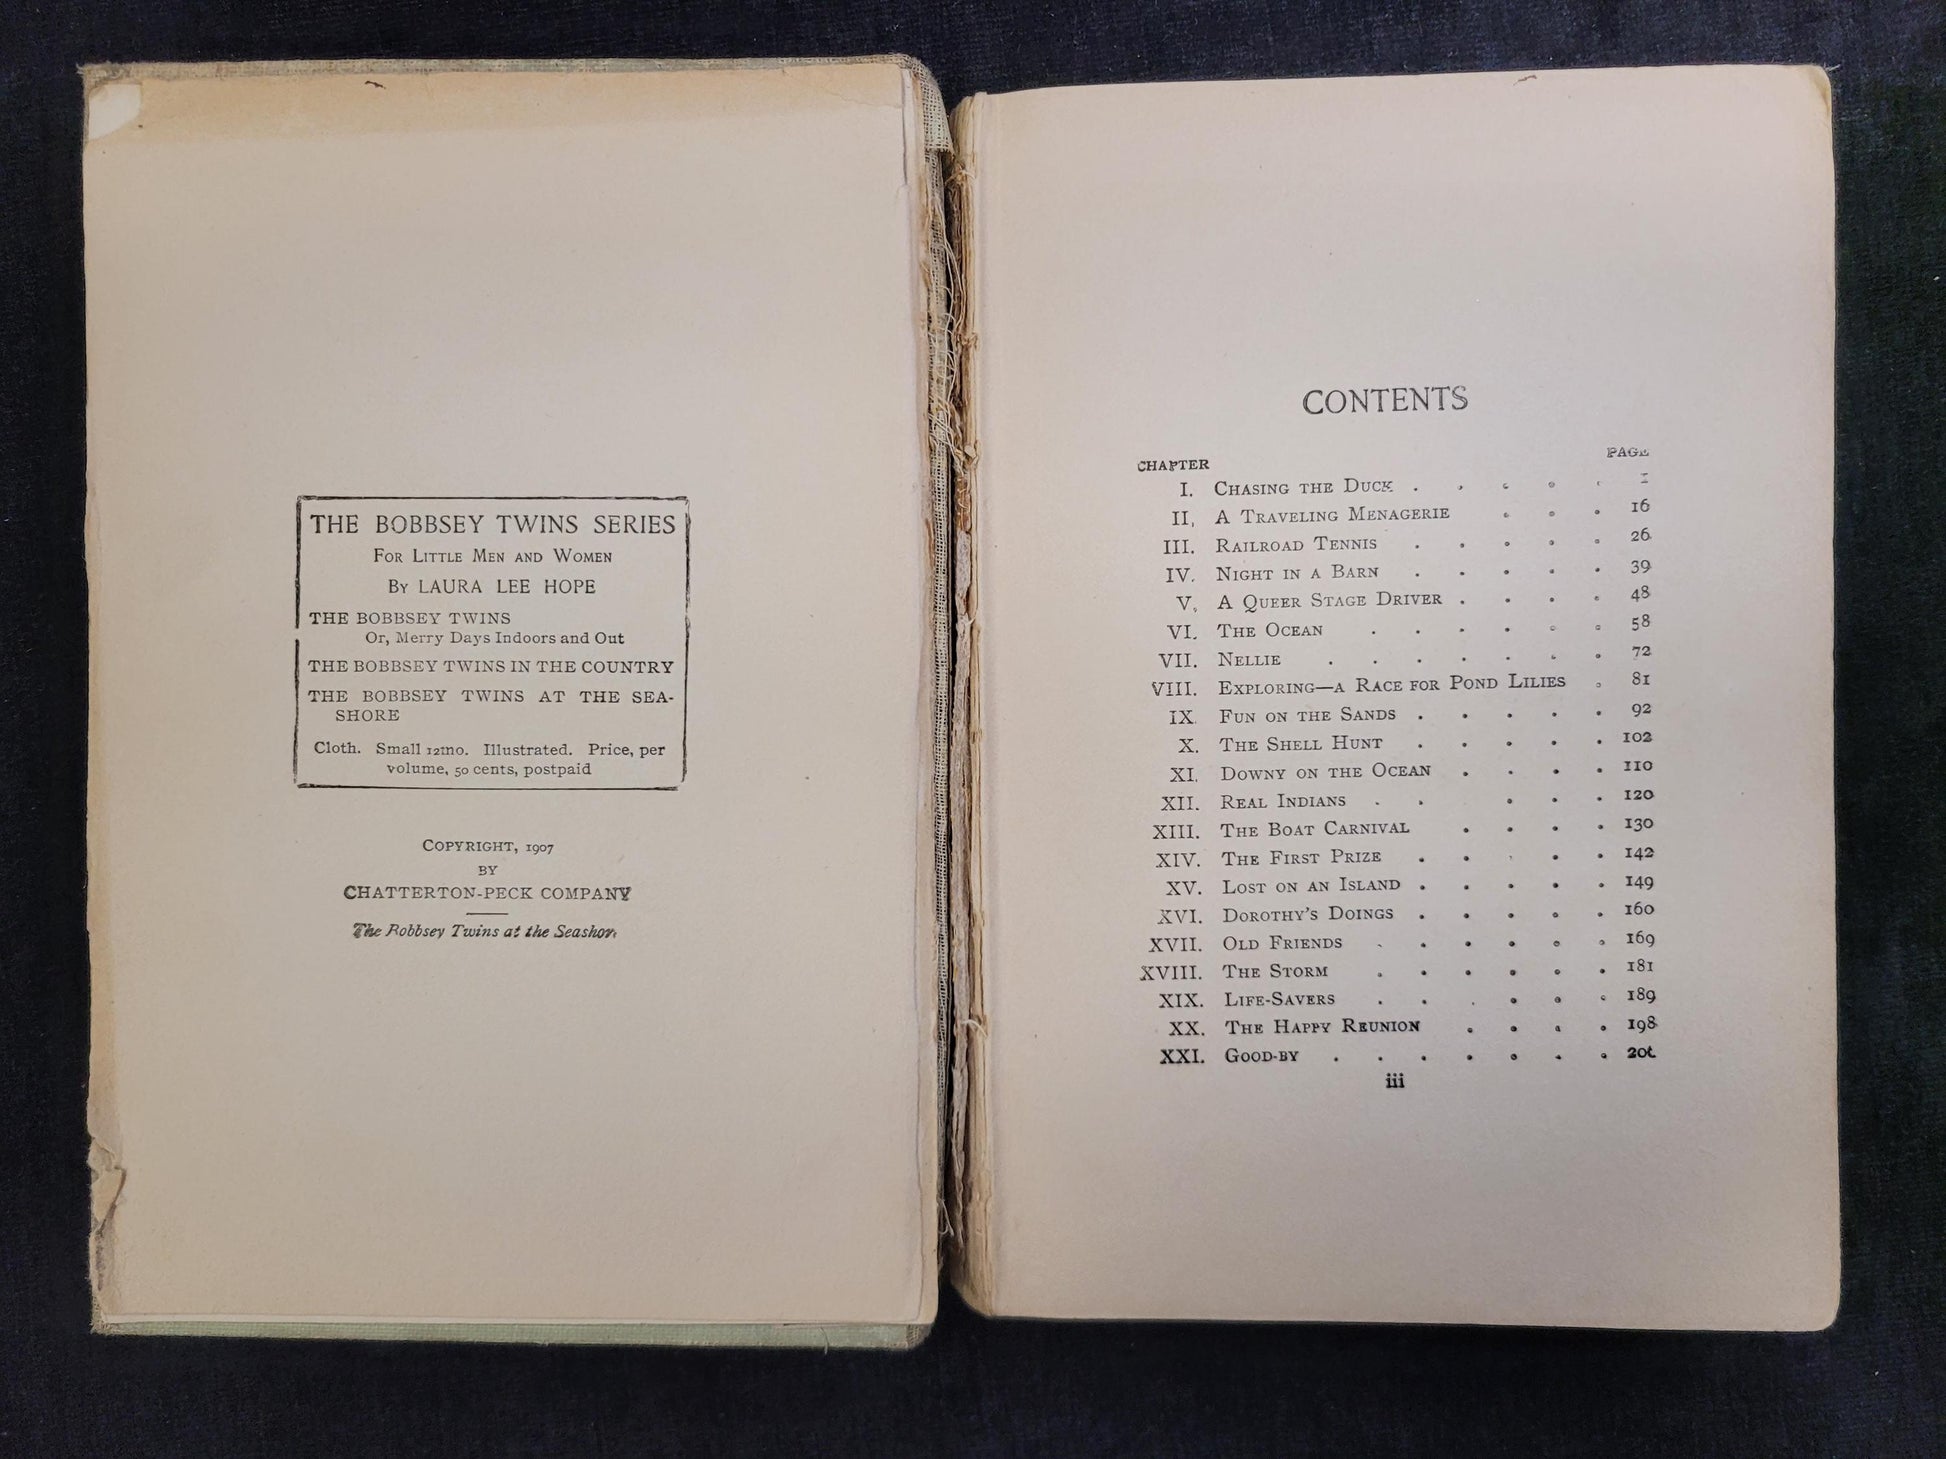 THE BOBBSEY TWINS SERIES
FOR LITTLE MEN AND WOMEN
BY LAURA LEE HOPE
THE BOBBSEY TWINS
Or, Merry Days Indoors and Out
THE BOBBSEY TWINS IN THE COUNTRY
THE BOBBSEY TWINS AT THE SEA-
SHORE
Cloth. Small 12mo. Illustrated. Price, per
volume, 50 cents, postpaid
COPYRIGHT, 1907
BY
CHATTERTON-PECK COMPANY
The Bobbsey Twins at the Seashore
CONTENTS
CHAPTER PAGE
I. CHASING THE DUCK . . . . . 1
II. A TRAVELING MENAGERIE . . . 16
III. RAILROAD TENNIS . . . . . 26
IV. NIGHT IN A BARN . . . . . 39
V. A QUEER STAGE DRIVER . . . . 48
VI. THE OCEAN . . . . . . 58
VII. NELLIE . . . . . . . 72
VIII. EXPLORING—A RACE FOR POND LILIES . 81
IX. FUN ON THE SANDS . . . . . 92
X. THE SHELL HUNT . . . . . 102
XI. DOWNY ON THE OCEAN . . . . 110
XII. REAL INDIANS . . . . . 120
XIII. THE BOAT CARNIVAL . . . . 130
XIV. THE FIRST PRIZE . . . . . 142
XV. LOST ON AN ISLAND . . . . . 149
XVI. DOROTHY'S DOINGS . . . . . 160
XVII. OLD FRIENDS . . . . . . 169
XVIII. THE STORM . . . . . . 181
XIX. LIFE-SAVERS . . . . . . 189
XX. THE HAPPY REUNION . . . . 198
XXI. GOOD-BY . . . . . . .
iii